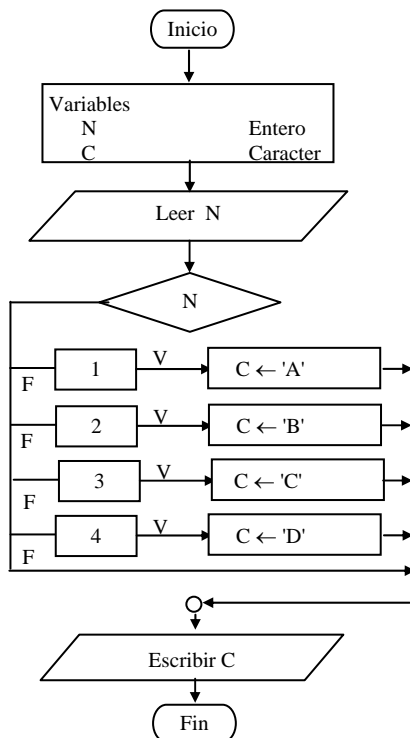 Inicio
Variables
N Entero
C Caracter
Leer N
N
1 V C ← 'A'
F
2 V C ← 'B'
F
3 V C ← 'C'
F
4 V C ← 'D'
F
Escribir C
Fin